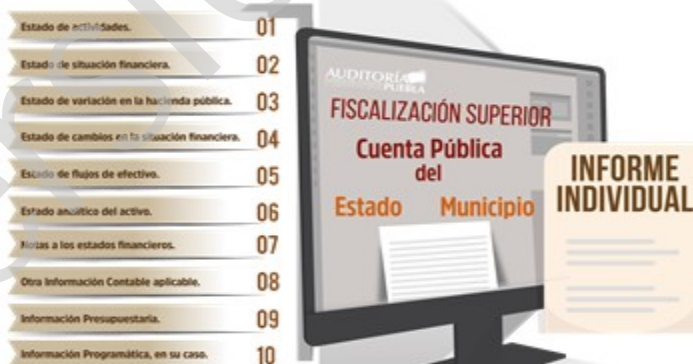 Estado de actividades. 01
Estado de situación financiera. 02
Estado de variación en la hacienda pública. 03
Estado de cambios en la situación financiera. 04
Estado de flujos de efectivo. 05
Estado analítico del activo. 06
Notas a los estados financieros. 07
Otra Información Contable aplicable. 08
Información Presupuestaria. 09
Información Programática, en su caso. 10
AUDITORÍA
PUEBLA
FISCALIZACIÓN SUPERIOR
Cuenta Pública
del
Estado Municipio
INFORME
INDIVIDUAL